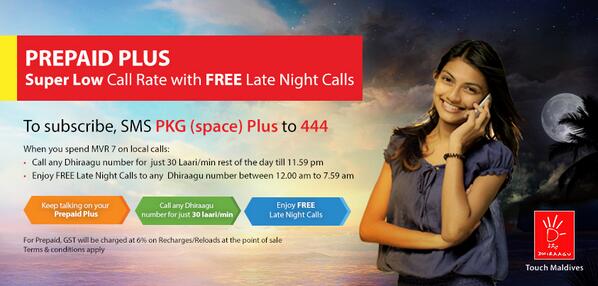 PREPAID PLUS
Super Low Call Rate with FREE Late Night Calls
To subscribe, SMS PKG (space) Plus to 444
When you spend MVR 7 on local calls:
• Call any Dhiraagu number for just 30 Laari/min rest of the day till 11.59 pm
• Enjoy FREE Late Night Calls to any Dhiraagu number between 12.00 am to 7.59 am
Keep talking on your
Prepaid Plus
Call any Dhiraagu
number for just 30 laari/min
Enjoy FREE
Late Night Calls
For Prepaid, GST will be charged at 6% on Recharges/Reloads at the point of sale
Terms & conditions apply
DHIRAAGU
Touch Maldives